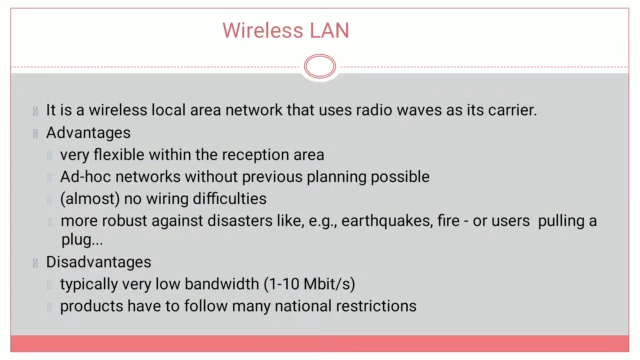 Wireless LAN
It is a wireless local area network that uses radio waves as its carrier.
Advantages
very flexible within the reception area
Ad-hoc networks without previous planning possible
(almost) no wiring difficulties
more robust against disasters like, e.g., earthquakes, fire - or users pulling a
plug...
Disadvantages
typically very low bandwidth (1-10 Mbit/s)
products have to follow many national restrictions